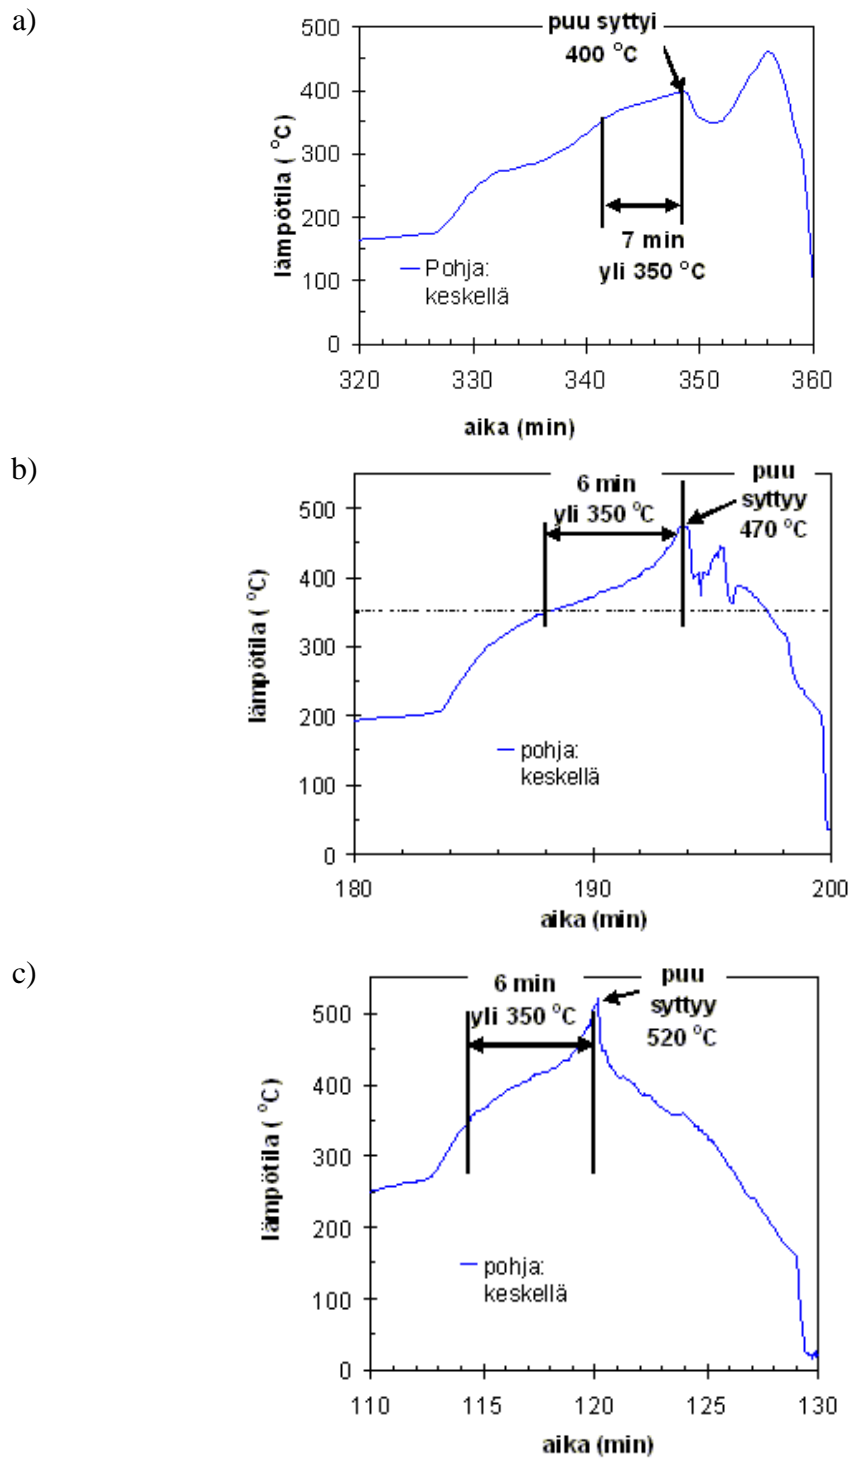 a)
puu syttyi
400 °C
500
400
300
200
100
0
lämpötila ( °C)
7 min
yli 350 °C
Pohja:
keskellä
320 330 340 350 360
aika (min)
b)
6 min
yli 350 °C
puu
syttyy
470 °C
500
400
300
200
100
0
lämpötila ( °C)
pohja:
keskellä
180 190 200
aika (min)
c)
6 min
yli 350 °C
puu
syttyy
520 °C
500
400
300
200
100
0
lämpötila ( °C)
pohja:
keskellä
110 115 120 125 130
aika (min)